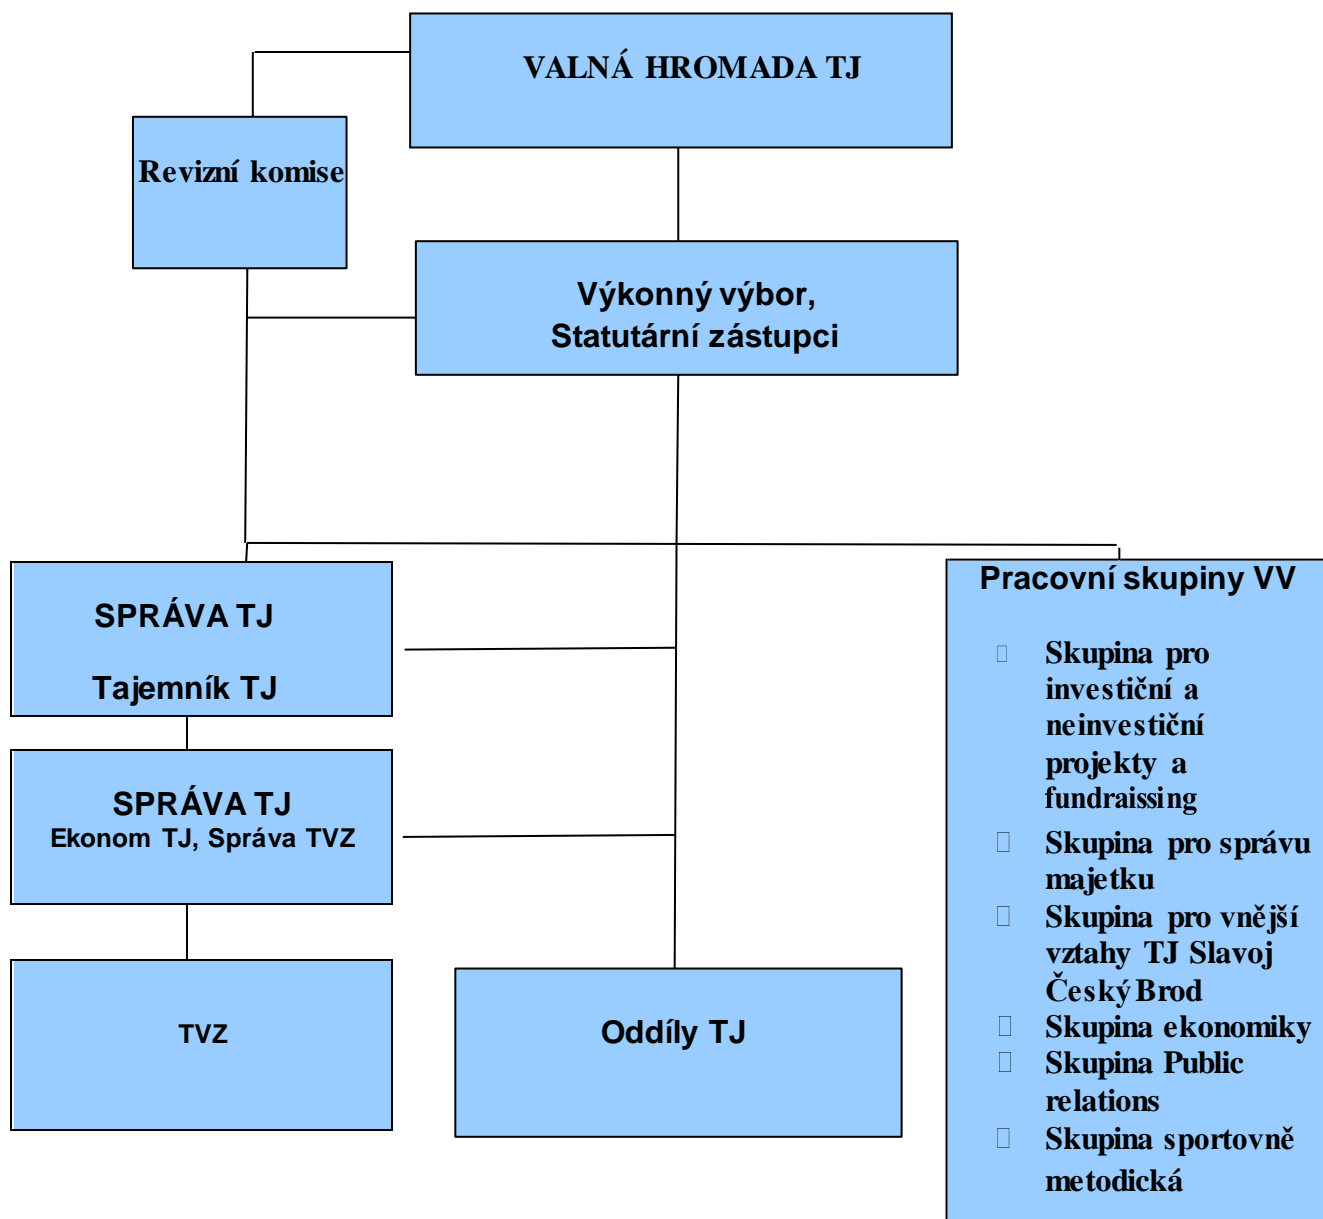 VALNÁ HROMADA TJ
Revizní komise
Výkonný výbor,
Statutární zástupci
SPRÁVA TJ
Tajemník TJ
SPRÁVA TJ
Ekonom TJ, Správa TVZ
TVZ
Oddíly TJ
Pracovní skupiny VV
Skupina pro
investiční a
neinvestiční
projekty a
fundraissing
Skupina pro správu
majetku
Skupina pro vnější
vztahy TJ Slavoj
Český Brod
Skupina ekonomiky
Skupina Public
relations
Skupina sportovně
metodická